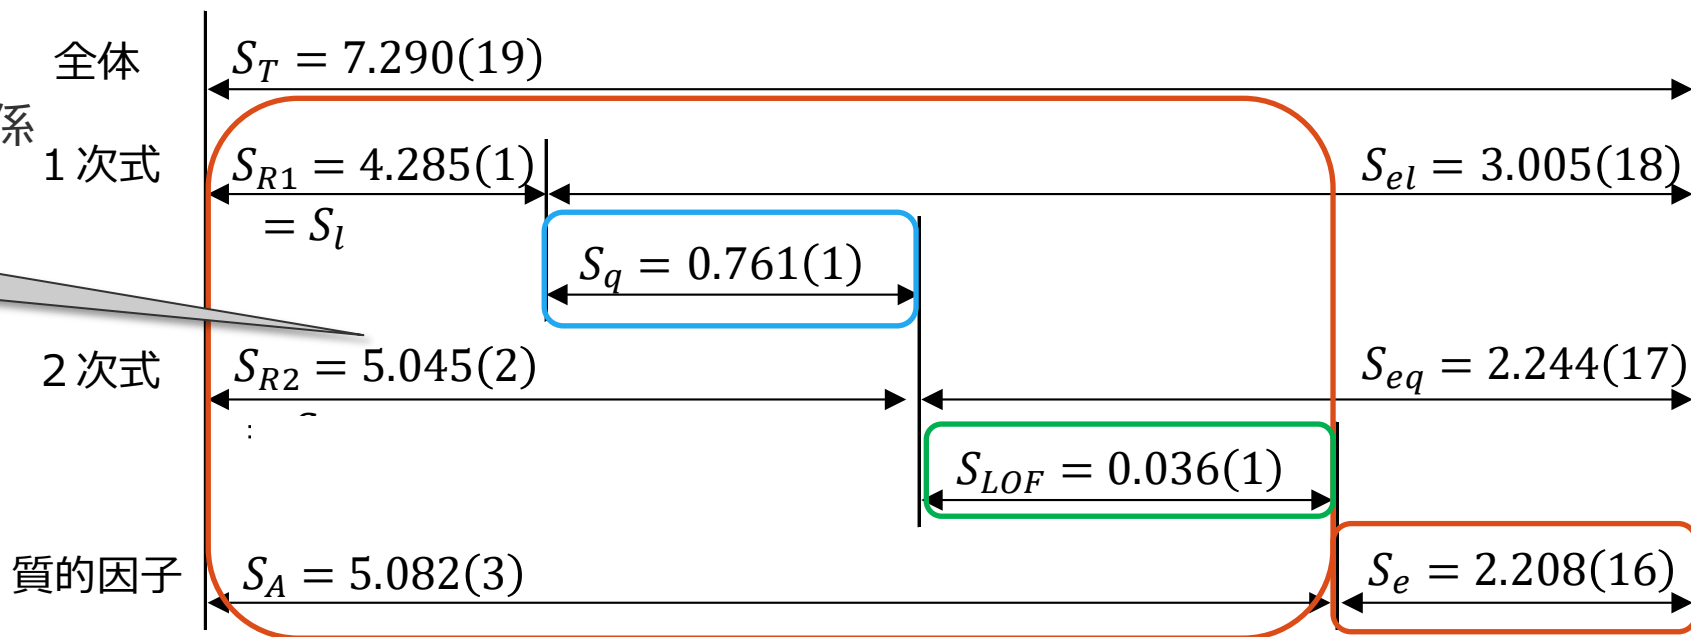 全体
S_T = 7.290(19)
係
1次式
S_{R1} = 4.285(1)
= S_l
S_{el} = 3.005(18)
S_q = 0.761(1)
2次式
S_{R2} = 5.045(2)
S_{eq} = 2.244(17)
⋮
S_{LOF} = 0.036(1)
質的因子
S_A = 5.082(3)
S_e = 2.208(16)